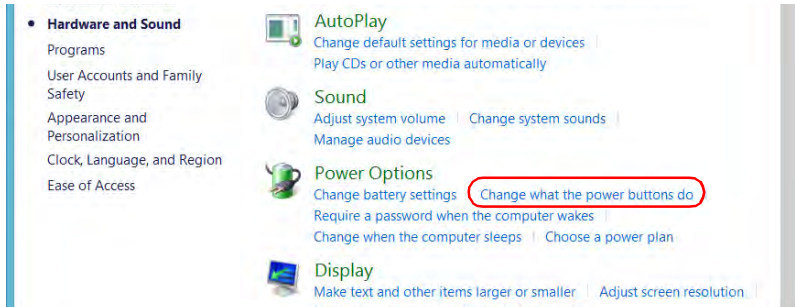 Hardware and Sound
Programs
User Accounts and Family
Safety
Appearance and
Personalization
Clock, Language, and Region
Ease of Access
AutoPlay
Change default settings for media or devices
Play CDs or other media automatically
Sound
Adjust system volume | Change system sounds |
Manage audio devices
Power Options
Change battery settings | Change what the power buttons do
Require a password when the computer wakes |
Change when the computer sleeps | Choose a power plan
Display
Make text and other items larger or smaller | Adjust screen resolution |